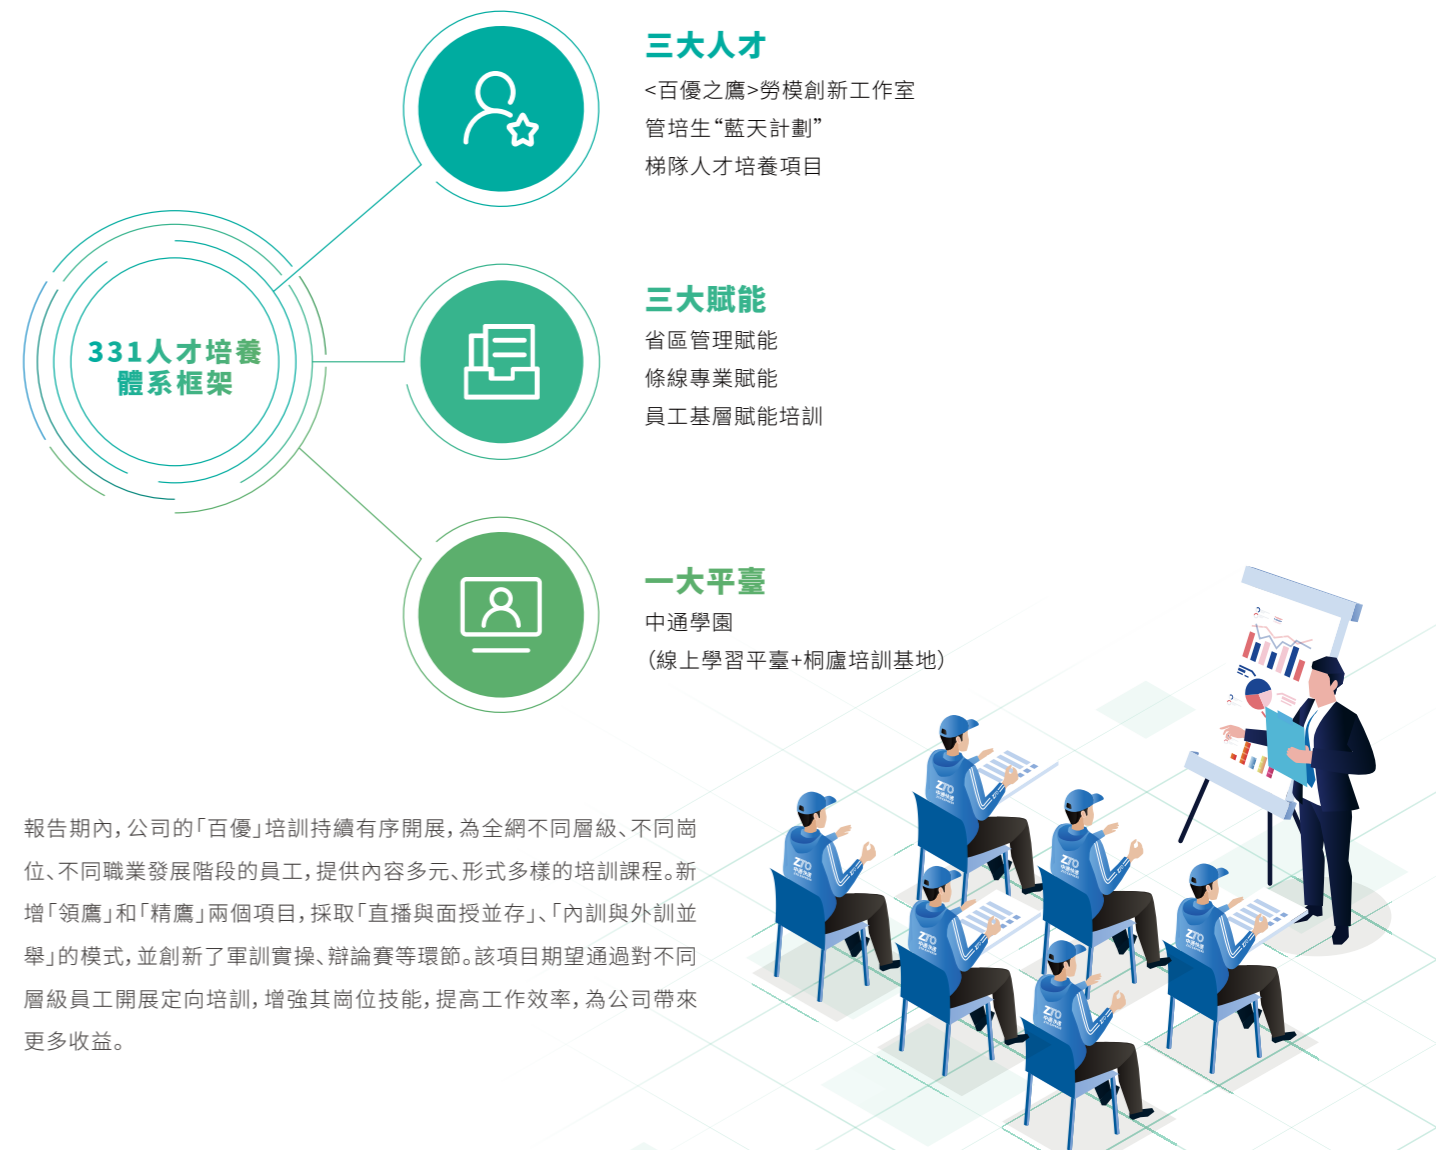 三大人才
<百優之鷹>勞模創新工作室
管培生“藍天計劃”
梯隊人才培養項目
331人才培養
體系框架
三大賦能
省區管理賦能
條線專業賦能
員工基層賦能培訓
一大平臺
中通學園
（線上學習平臺+桐廬培訓基地）
報告期內，公司的「百優」培訓持續有序開展，為全網不同層級、不同崗
位、不同職業發展階段的員工，提供內容多元、形式多樣的培訓課程。新
增「領鷹」和「精鷹」兩個項目，採取「直播與面授並存」、「內訓與外訓並
舉」的模式，並創新了軍訓實操、辯論賽等環節。該項目期望通過對不同
層級員工開展定向培訓，增強其崗位技能，提高工作效率，為公司帶來
更多收益。
ZTO
ZTO
ZTO
ZTO
ZTO
ZTO